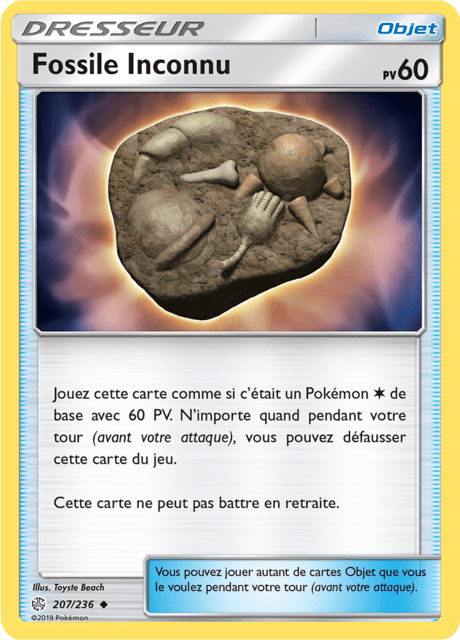 DRESSEUR Objet
Fossile Inconnu PV60
Jouez cette carte comme si c'était un Pokémon ✶ de
base avec 60 PV. N'importe quand pendant votre
tour (avant votre attaque), vous pouvez défausser
cette carte du jeu.
Cette carte ne peut pas battre en retraite.
Vous pouvez jouer autant de cartes Objet que vous
le voulez pendant votre tour (avant votre attaque).
Illus. Toyste Beach
207/236 ◆
©2019 Pokémon